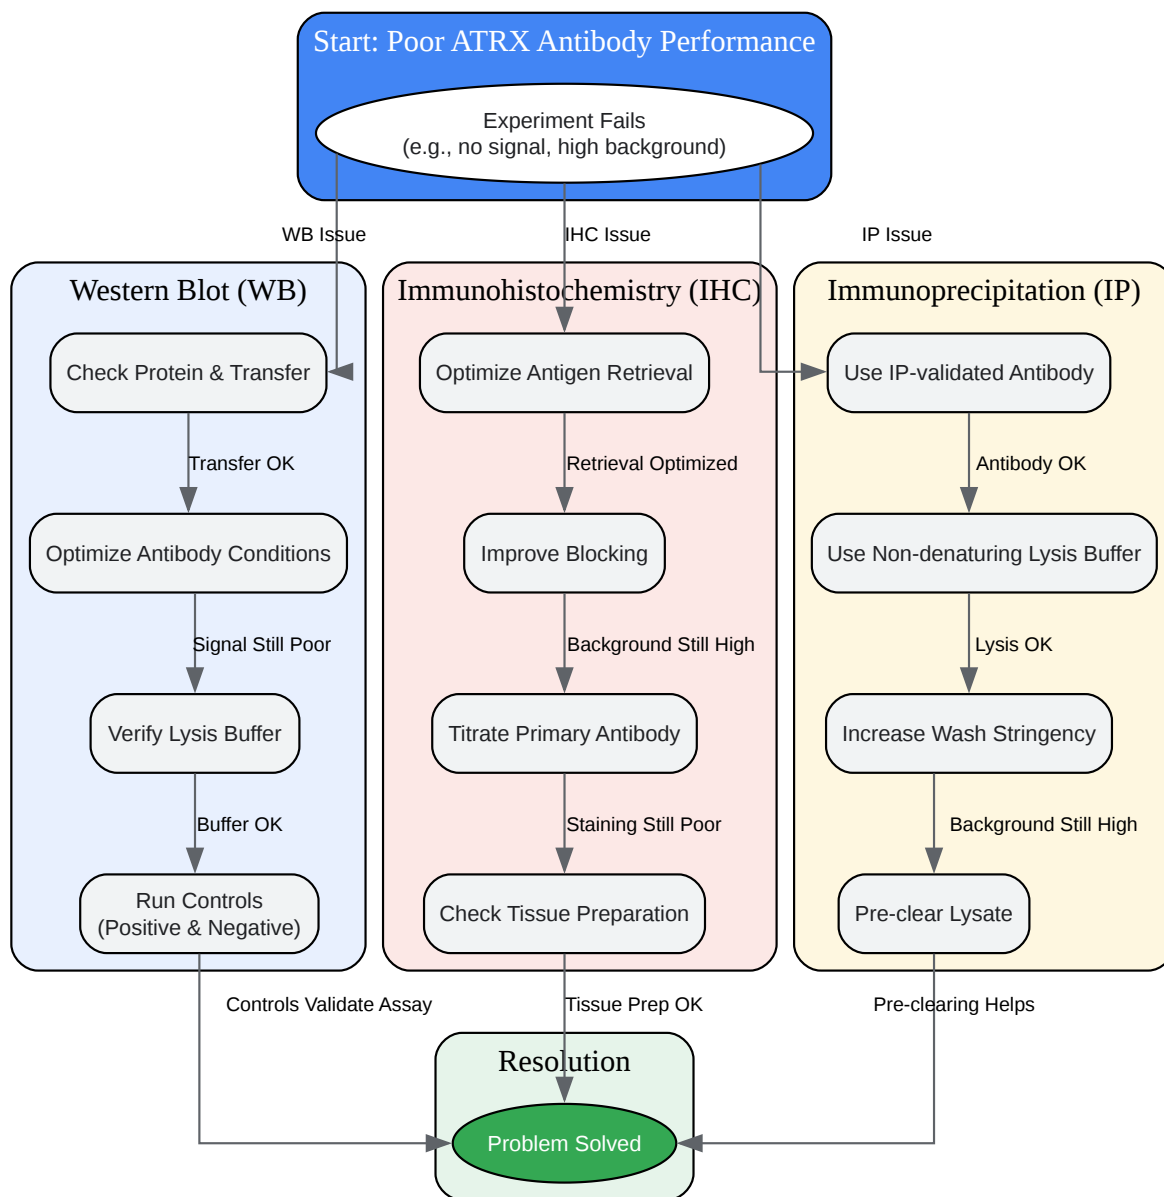 Start: Poor ATRX Antibody Performance
Experiment Fails
(e.g., no signal, high background)
WB Issue
IHC Issue
IP Issue
Western Blot (WB)
Immunohistochemistry (IHC)
Immunoprecipitation (IP)
Check Protein & Transfer
Optimize Antigen Retrieval
Use IP-validated Antibody
Transfer OK
Retrieval Optimized
Antibody OK
Optimize Antibody Conditions
Improve Blocking
Use Non-denaturing Lysis Buffer
Signal Still Poor
Background Still High
Lysis OK
Verify Lysis Buffer
Titrate Primary Antibody
Increase Wash Stringency
Buffer OK
Staining Still Poor
Background Still High
Run Controls
(Positive & Negative)
Check Tissue Preparation
Pre-clear Lysate
Controls Validate Assay
Tissue Prep OK
Pre-clearing Helps
Resolution
Problem Solved